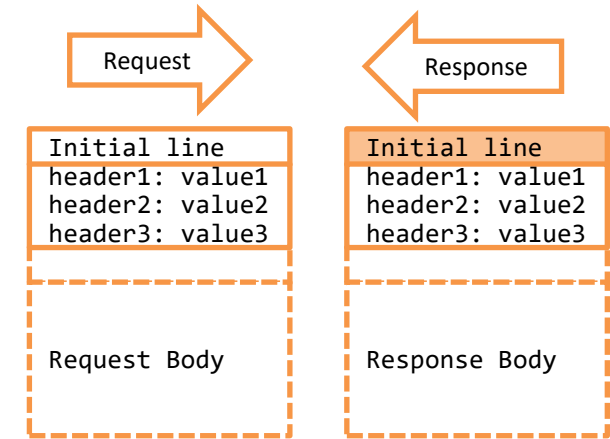 Request
Initial line
header1: value1
header2: value2
header3: value3
Request Body
Response
Initial line
header1: value1
header2: value2
header3: value3
Response Body